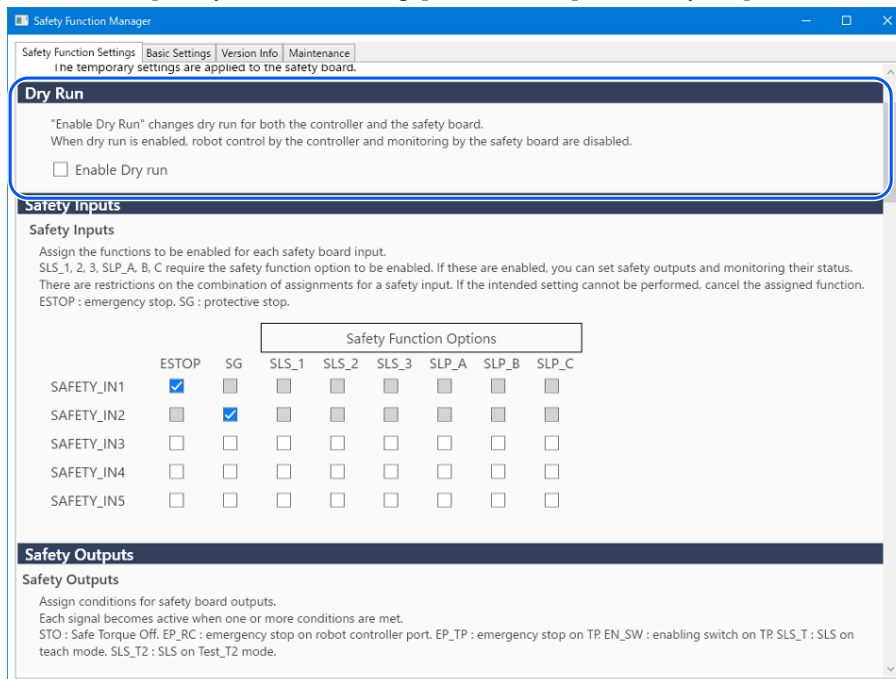 Safety Function Manager
Safety Function Settings Basic Settings Version Info Maintenance
The temporary settings are applied to the safety board.
Dry Run
"Enable Dry Run" changes dry run for both the controller and the safety board.
When dry run is enabled, robot control by the controller and monitoring by the safety board are disabled.
Enable Dry run
Safety Inputs
Safety Inputs
Assign the functions to be enabled for each safety board input.
SLS_1, 2, 3, SLP_A, B, C require the safety function option to be enabled. If these are enabled, you can set safety outputs and monitoring their status.
There are restrictions on the combination of assignments for a safety input. If the intended setting cannot be performed, cancel the assigned function.
ESTOP : emergency stop. SG : protective stop.
Safety Function Options
ESTOP SG SLS_1 SLS_2 SLS_3 SLP_A SLP_B SLP_C
SAFETY_IN1
SAFETY_IN2
SAFETY_IN3
SAFETY_IN4
SAFETY_IN5
Safety Outputs
Safety Outputs
Assign conditions for safety board outputs.
Each signal becomes active when one or more conditions are met.
STO : Safe Torque Off. EP_RC : emergency stop on robot controller port. EP_TP : emergency stop on TP. EN_SW : enabling switch on TP. SLS_T : SLS on
teach mode. SLS_T2 : SLS on Test_T2 mode.